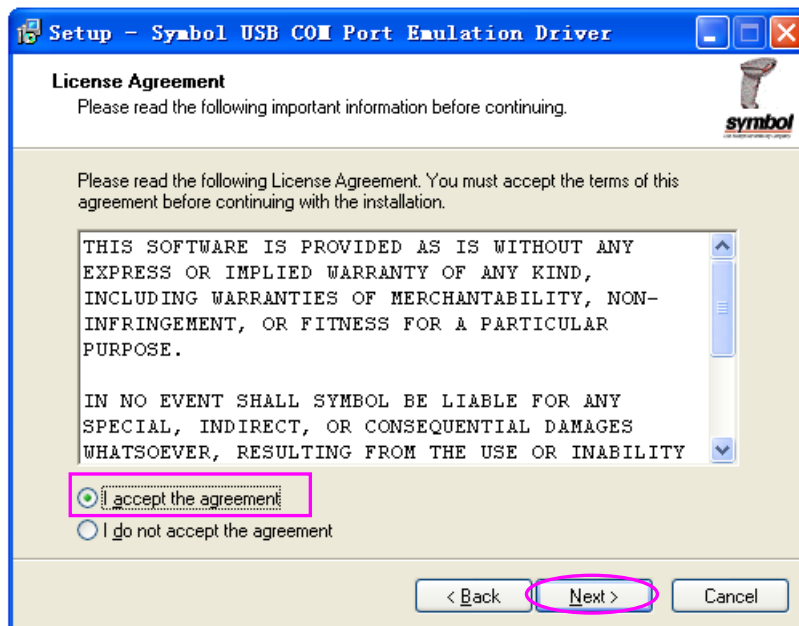 Setup - Symbol USB COM Port Emulation Driver
License Agreement
Please read the following important information before continuing.
symbol
Please read the following License Agreement. You must accept the terms of this
agreement before continuing with the installation.
THIS SOFTWARE IS PROVIDED AS IS WITHOUT ANY
EXPRESS OR IMPLIED WARRANTY OF ANY KIND,
INCLUDING WARRANTIES OF MERCHANTABILITY, NON-
INFRINGEMENT, OR FITNESS FOR A PARTICULAR
PURPOSE.
IN NO EVENT SHALL SYMBOL BE LIABLE FOR ANY
SPECIAL, INDIRECT, OR CONSEQUENTIAL DAMAGES
WHATSOEVER, RESULTING FROM THE USE OR INABILITY
I accept the agreement
I do not accept the agreement
< Back Next > Cancel